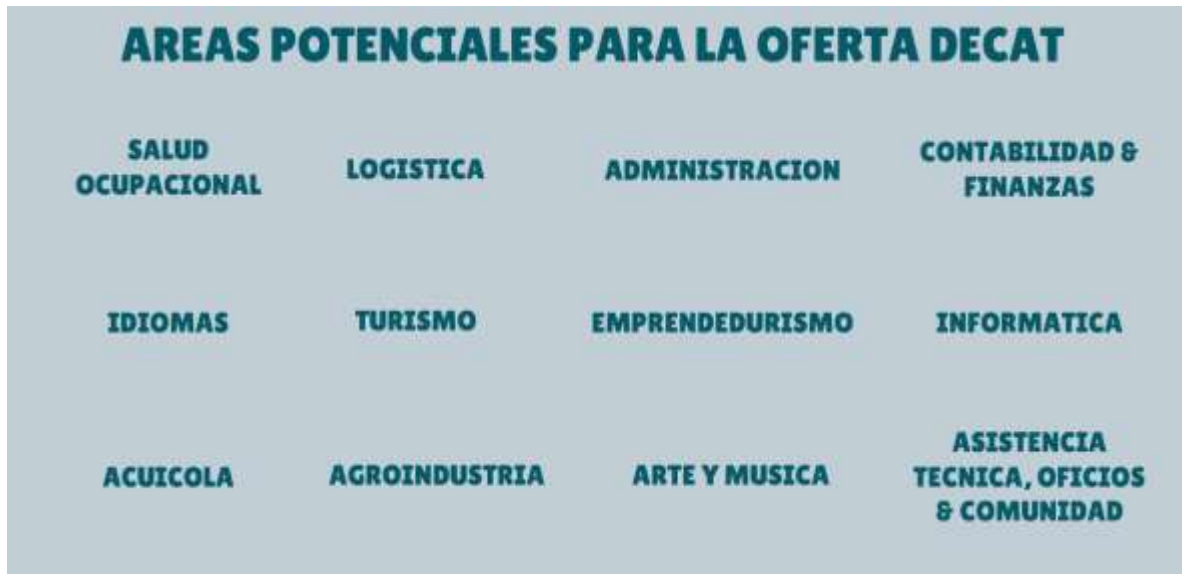 AREAS POTENCIALES PARA LA OFERTA DECAT
SALUD
OCUPACIONAL
LOGISTICA
ADMINISTRACION
CONTABILIDAD &
FINANZAS
IDIOMAS
TURISMO
EMPRENDEDURISMO
INFORMATICA
ACUICOLA
AGROINDUSTRIA
ARTE Y MUSICA
ASISTENCIA
TECNICA, OFICIOS
& COMUNIDAD